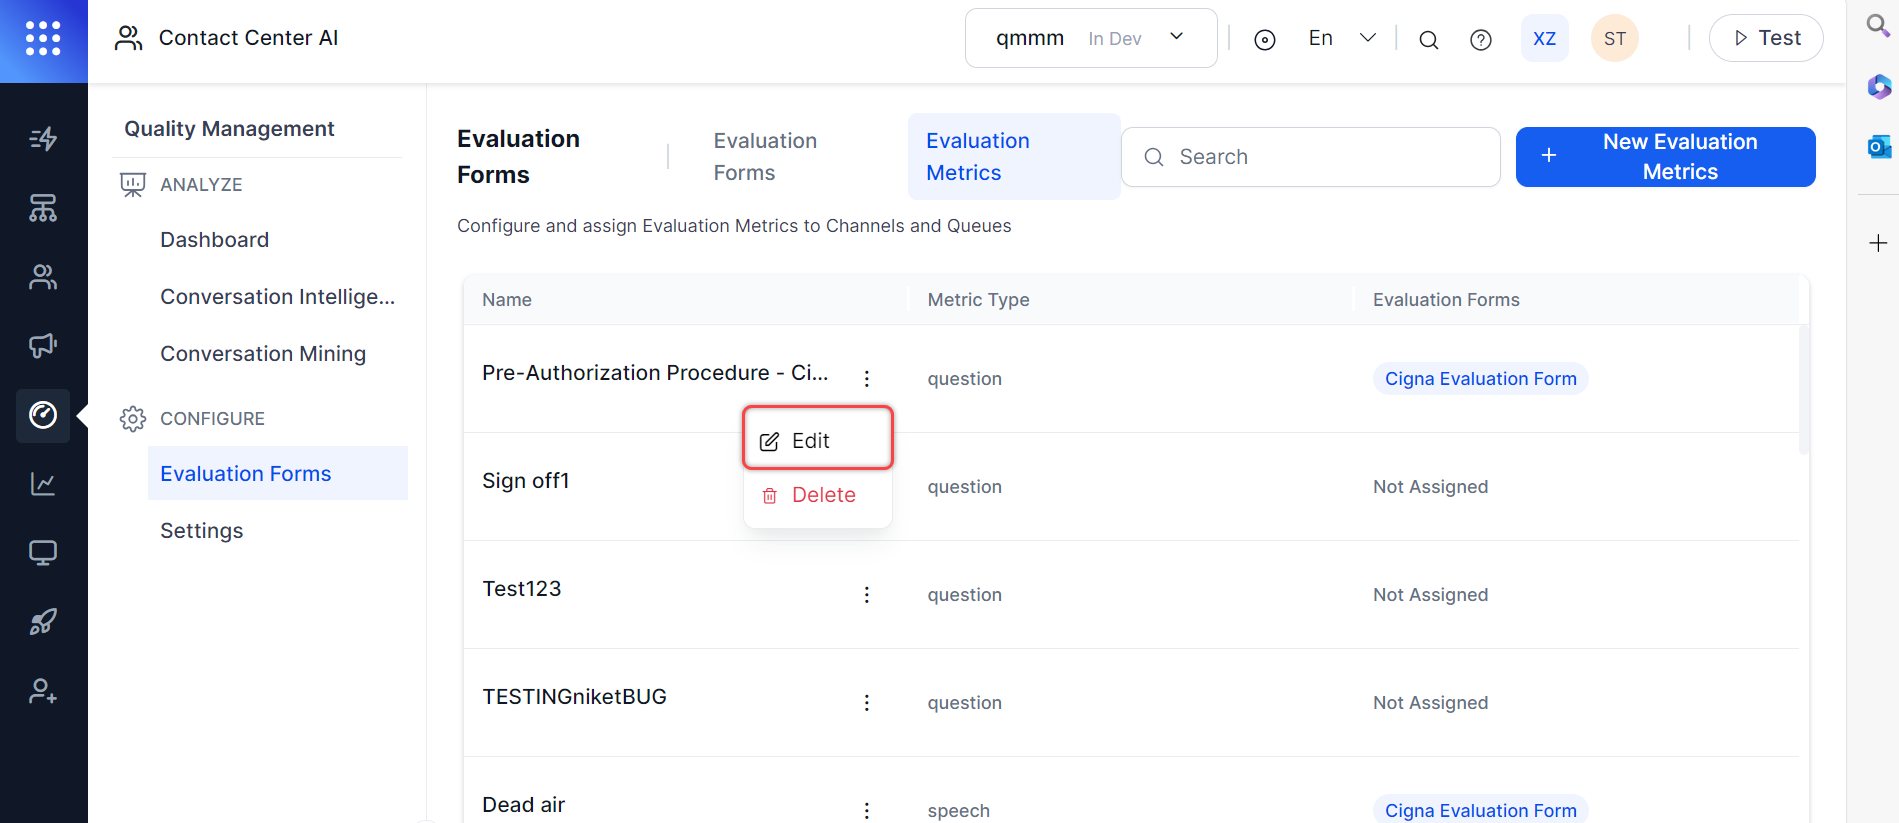 Contact Center AI
qmmm In Dev
En
XZ
ST
Test
Quality Management
ANALYZE
Dashboard
Conversation Intellige...
Conversation Mining
CONFIGURE
Evaluation Forms
Settings
Evaluation
Forms
Evaluation
Forms
Evaluation
Metrics
Search
New Evaluation
Metrics
Configure and assign Evaluation Metrics to Channels and Queues
Name Metric Type Evaluation Forms
Pre-Authorization Procedure - Ci... question Cigna Evaluation Form
Edit
Delete
Sign off1 question Not Assigned
Test123 question Not Assigned
TESTINGniketBUG question Not Assigned
Dead air speech Cigna Evaluation Form